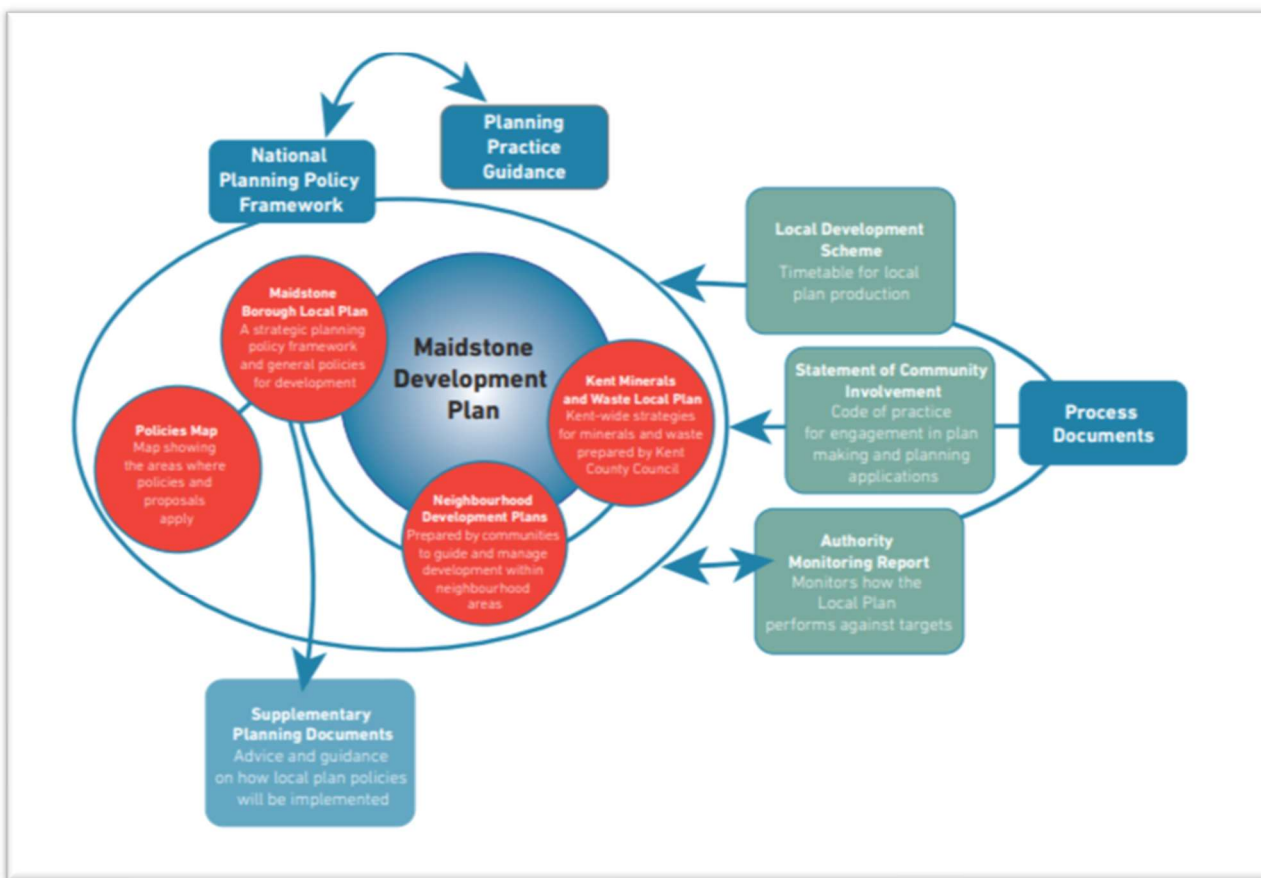 Planning
Practice
Guidance
National
Planning Policy
Framework
Local Development
Scheme
Timetable for local
plan production
Maidstone
Borough Local Plan
A strategic planning
policy framework
and general policies
for development
Maidstone
Development
Plan
Kent Minerals
and Waste Local Plan
Kent-wide strategies
for minerals and waste
prepared by Kent
County Council
Statement of Community
Involvement
Code of practice
for engagement in plan
making and planning
applications
Process
Documents
Policies Map
Map showing
the areas where
policies and
proposals
apply
Neighbourhood
Development Plans
Prepared by communities
to guide and manage
development within
neighbourhood
areas
Authority
Monitoring Report
Monitors how the
Local Plan
performs against targets
Supplementary
Planning Documents
Advice and guidance
on how local plan policies
will be implemented